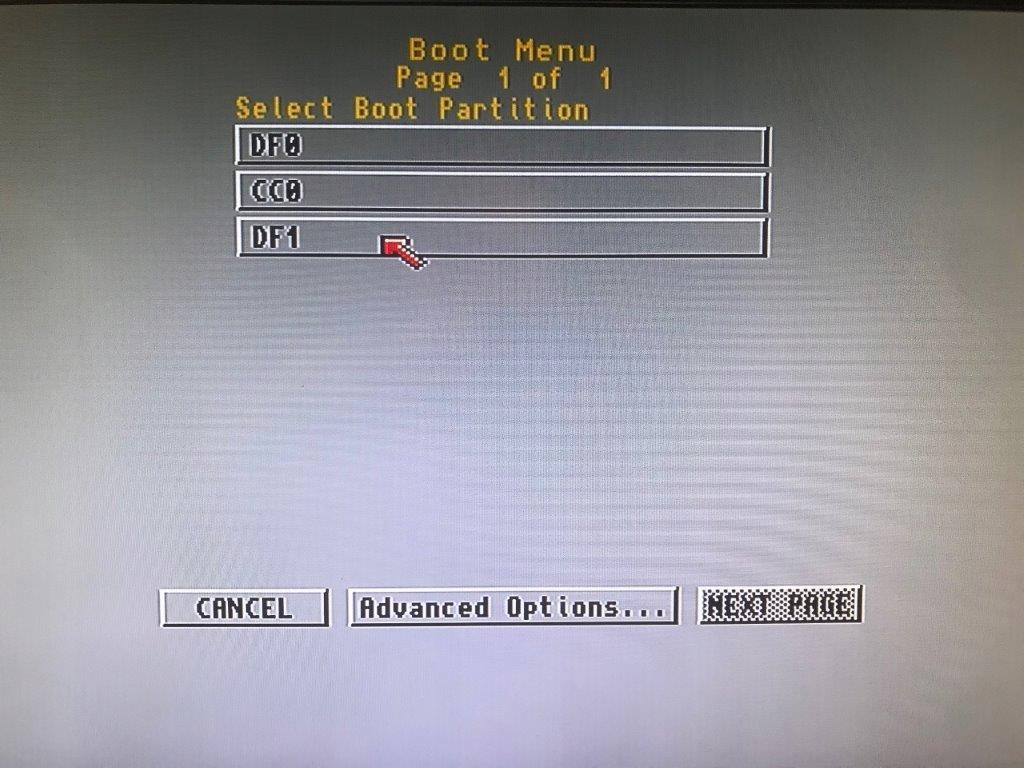 Boot Menu
Page 1 of 1
Select Boot Partition
DF0
CC0
DF1
CANCEL
Advanced Options...
NEXT PAGE